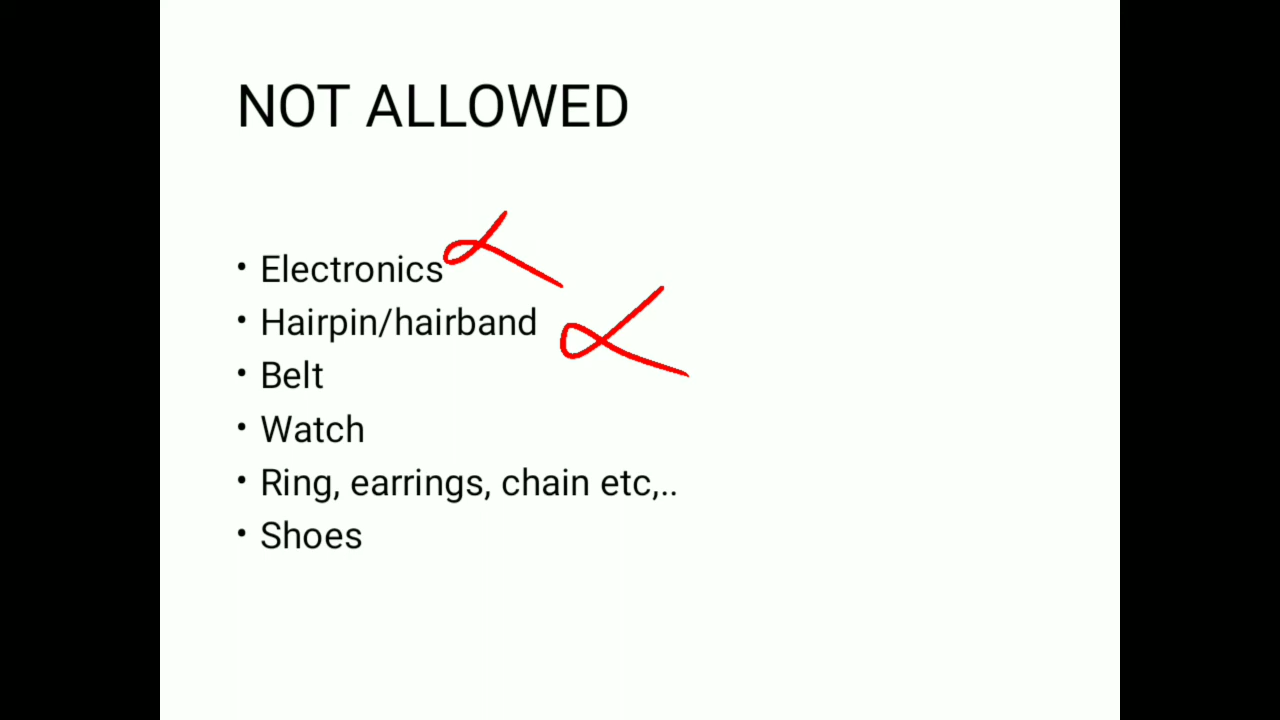 NOT ALLOWED
• Electronics
• Hairpin/hairband
• Belt
• Watch
• Ring, earrings, chain etc,..
• Shoes